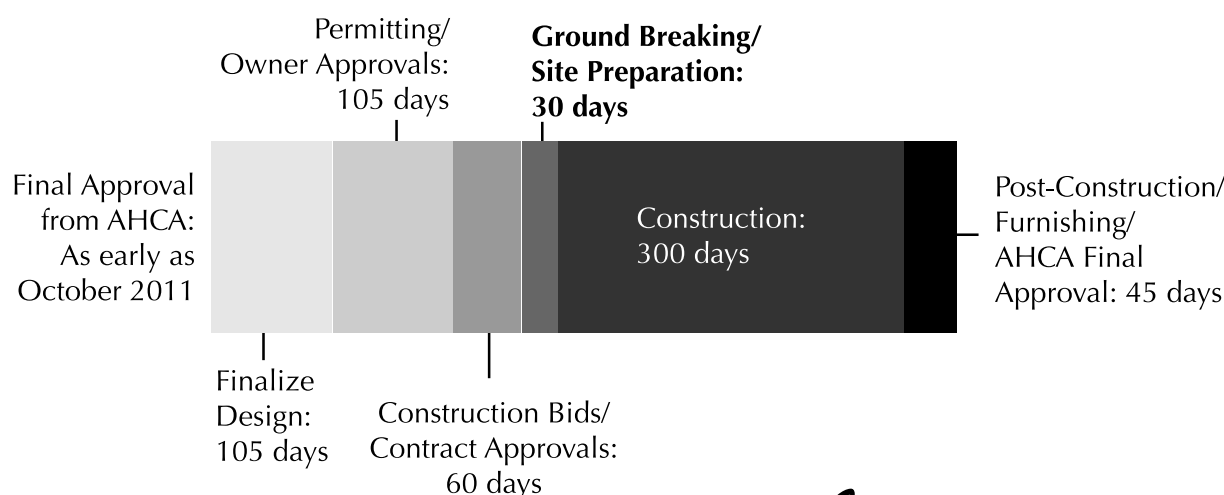 Permitting/
Owner Approvals:
105 days
Ground Breaking/
Site Preparation:
30 days
Final Approval
from AHCA:
As early as
October 2011
Construction:
300 days
Post-Construction/
Furnishing/
AHCA Final
Approval: 45 days
Finalize
Design:
105 days
Construction Bids/
Contract Approvals:
60 days